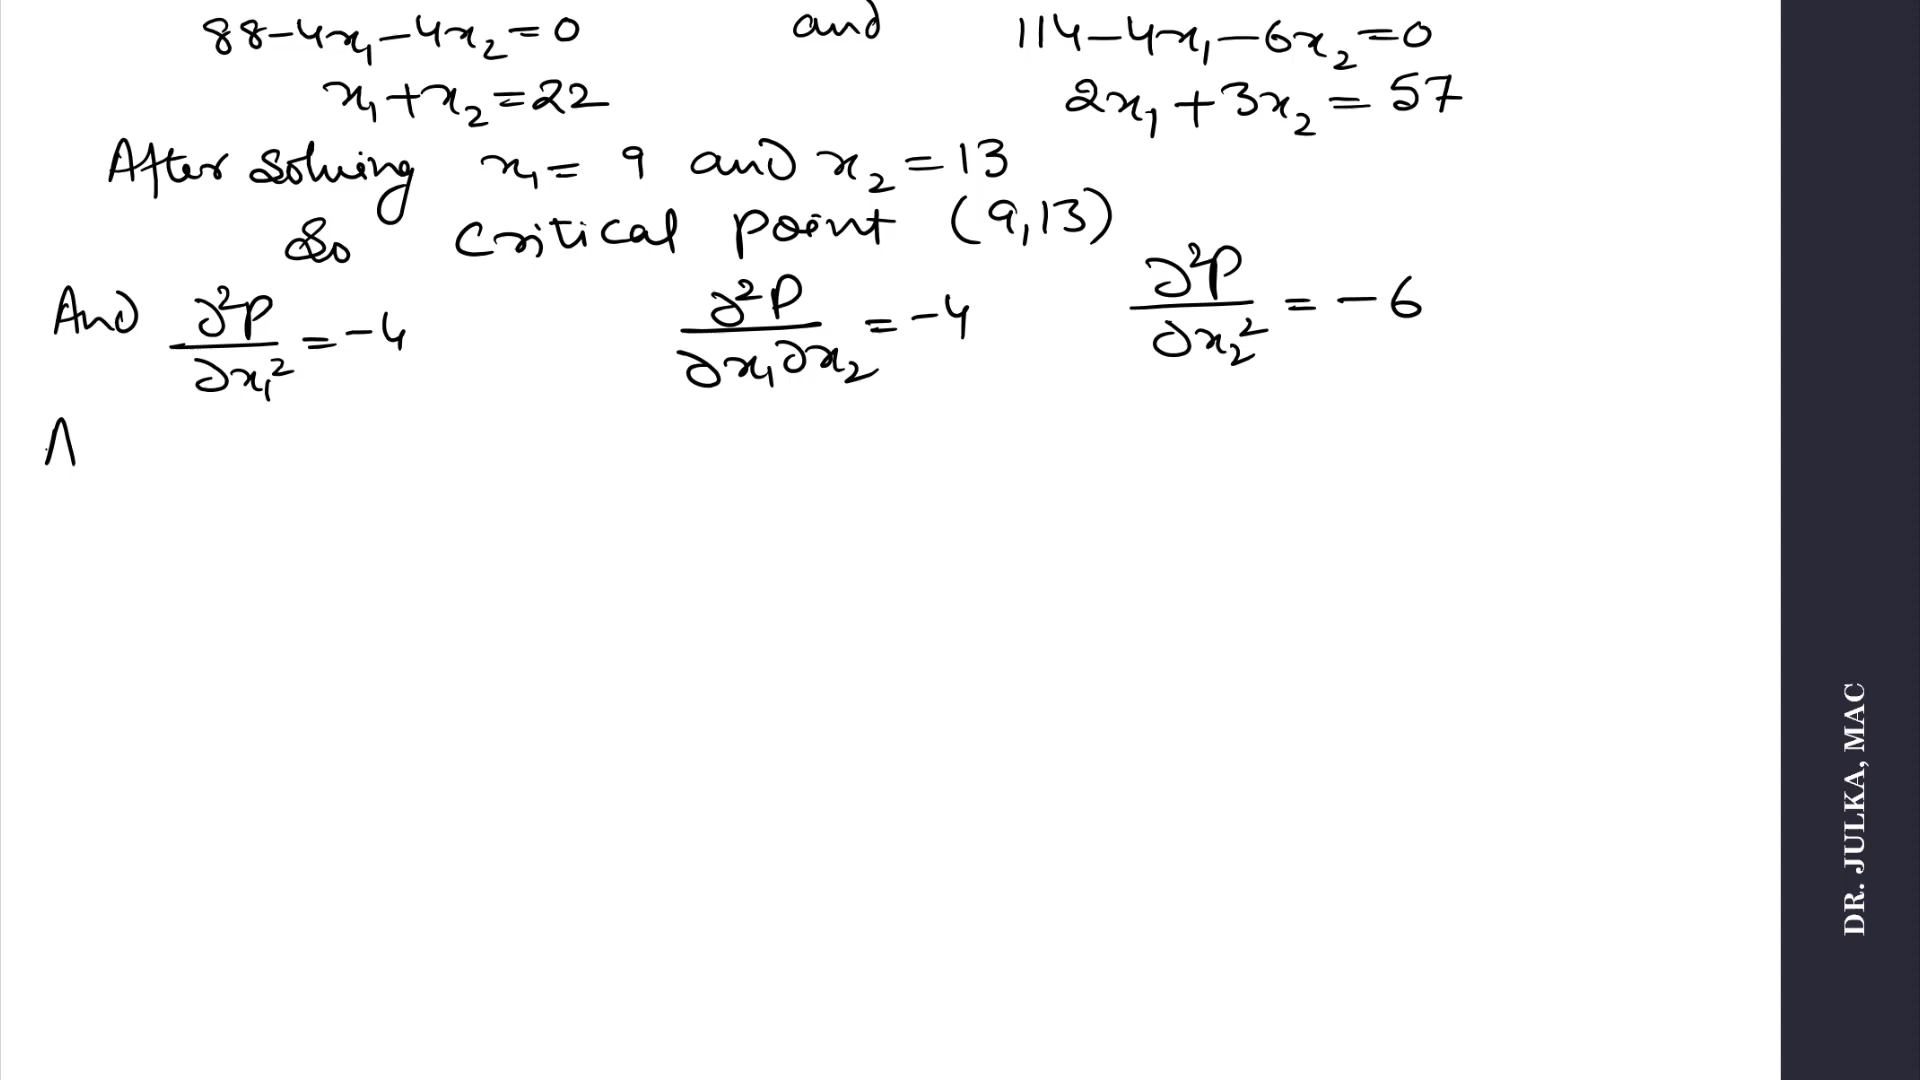 88-4x₁-4x₂=0 and 114-4x₁-6x₂=0
x₁+x₂=22 2x₁+3x₂=57
After solving x₁= 9 and x₂=13
So critical point (9,13)
And ∂²P/∂x₁² = -4 ∂²P/∂x₁∂x₂ = -4 ∂²P/∂x₂² = -6
DR. JULKA, MAC